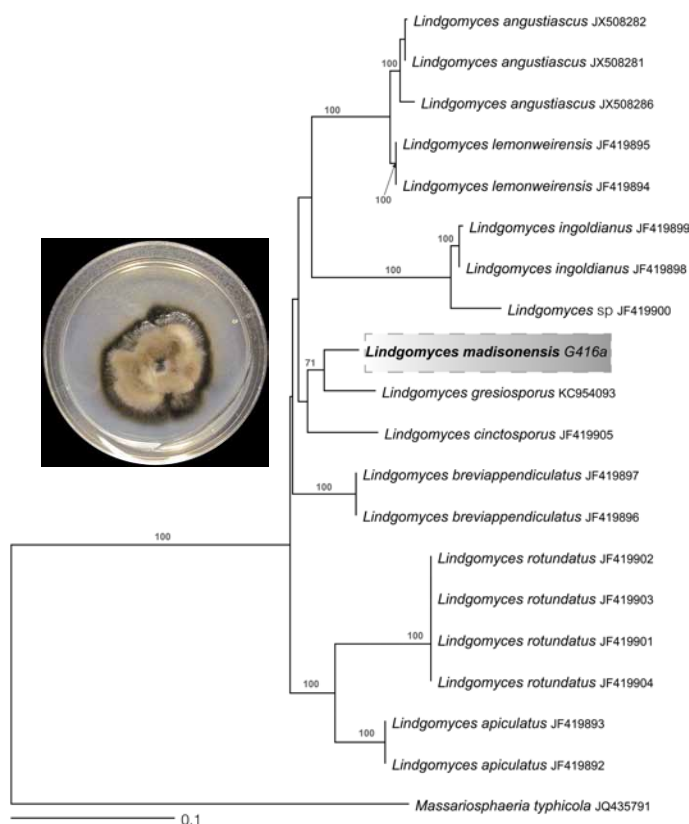 Lindgomyces angustiascus JX508282
100
Lindgomyces angustiascus JX508281
100
Lindgomyces angustiascus JX508286
Lindgomyces lemonweirensis JF419895
Lindgomyces lemonweirensis JF419894
100
Lindgomyces ingoldianus JF419899
100
Lindgomyces ingoldianus JF419898
100
Lindgomyces sp JF419900
Lindgomyces madisonensis G416a
71
Lindgomyces gresiosporus KC954093
Lindgomyces cinctosporus JF419905
Lindgomyces breviappendiculatus JF419897
100
Lindgomyces breviappendiculatus JF419896
100
Lindgomyces rotundatus JF419902
Lindgomyces rotundatus JF419903
100
Lindgomyces rotundatus JF419901
100
Lindgomyces rotundatus JF419904
Lindgomyces apiculatus JF419893
100
Lindgomyces apiculatus JF419892
Massariosphaeria typhicola JQ435791
0.1